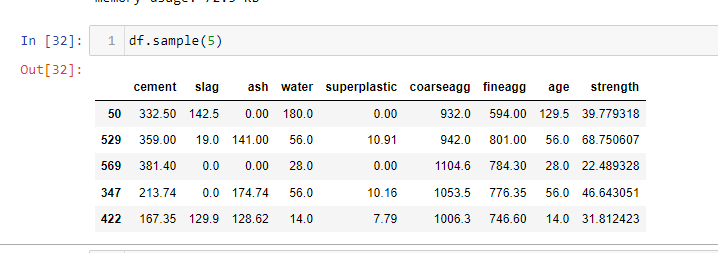 memory usage: 72.5 KB
In [32]: 1 df.sample(5)
Out[32]:
cement slag ash water superplastic coarseagg fineagg age strength
50 332.50 142.5 0.00 180.0 0.00 932.0 594.00 129.5 39.779318
529 359.00 19.0 141.00 56.0 10.91 942.0 801.00 56.0 68.750607
569 381.40 0.0 0.00 28.0 0.00 1104.6 784.30 28.0 22.489328
347 213.74 0.0 174.74 56.0 10.16 1053.5 776.35 56.0 46.643051
422 167.35 129.9 128.62 14.0 7.79 1006.3 746.60 14.0 31.812423